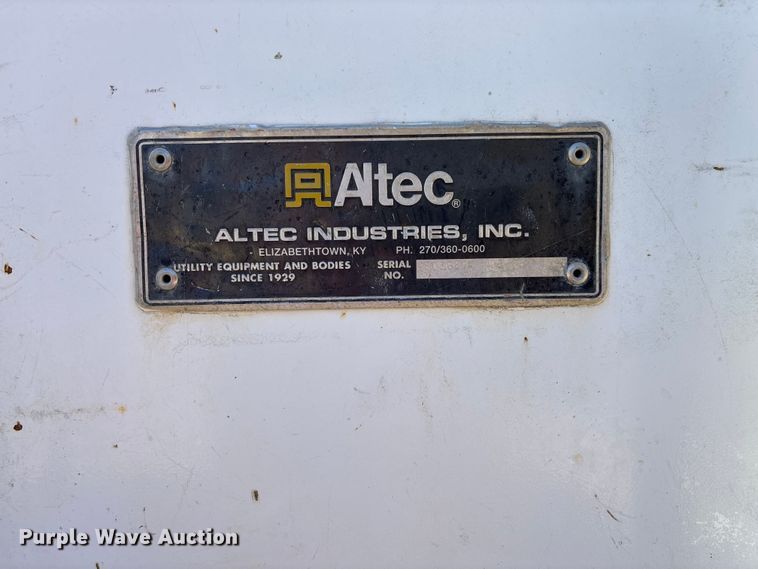 Altec®
ALTEC INDUSTRIES, INC.
ELIZABETHTOWN, KY PH. 270/360-0600
UTILITY EQUIPMENT AND BODIES
SINCE 1929
SERIAL
NO.
Purple Wave Auction